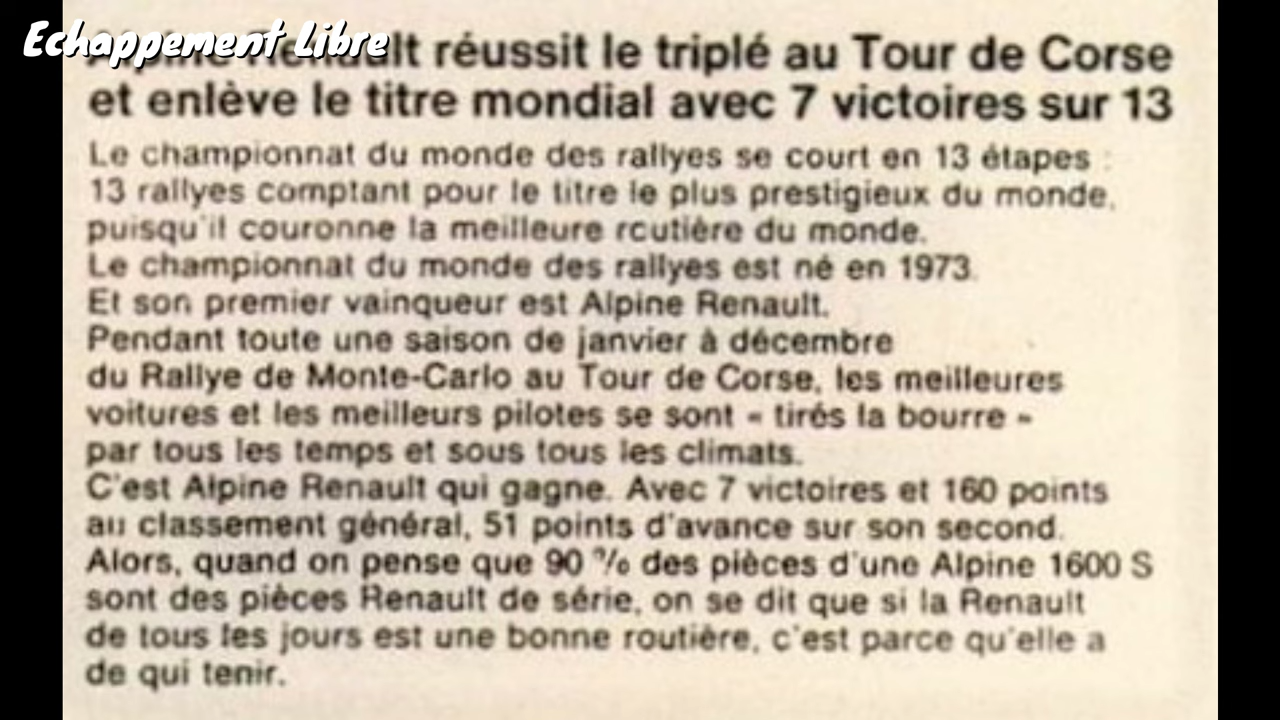 Echappement Libre
Alpine Renault réussit le triplé au Tour de Corse
et enlève le titre mondial avec 7 victoires sur 13
Le championnat du monde des rallyes se court en 13 étapes :
13 rallyes comptant pour le titre le plus prestigieux du monde,
puisqu'il couronne la meilleure routière du monde.
Le championnat du monde des rallyes est né en 1973.
Et son premier vainqueur est Alpine Renault.
Pendant toute une saison de janvier à décembre
du Rallye de Monte-Carlo au Tour de Corse, les meilleures
voitures et les meilleurs pilotes se sont « tirés la bourre »
par tous les temps et sous tous les climats.
C'est Alpine Renault qui gagne. Avec 7 victoires et 160 points
au classement général, 51 points d'avance sur son second.
Alors, quand on pense que 90 % des pièces d'une Alpine 1600 S
sont des pièces Renault de série, on se dit que si la Renault
de tous les jours est une bonne routière, c'est parce qu'elle a
de qui tenir.